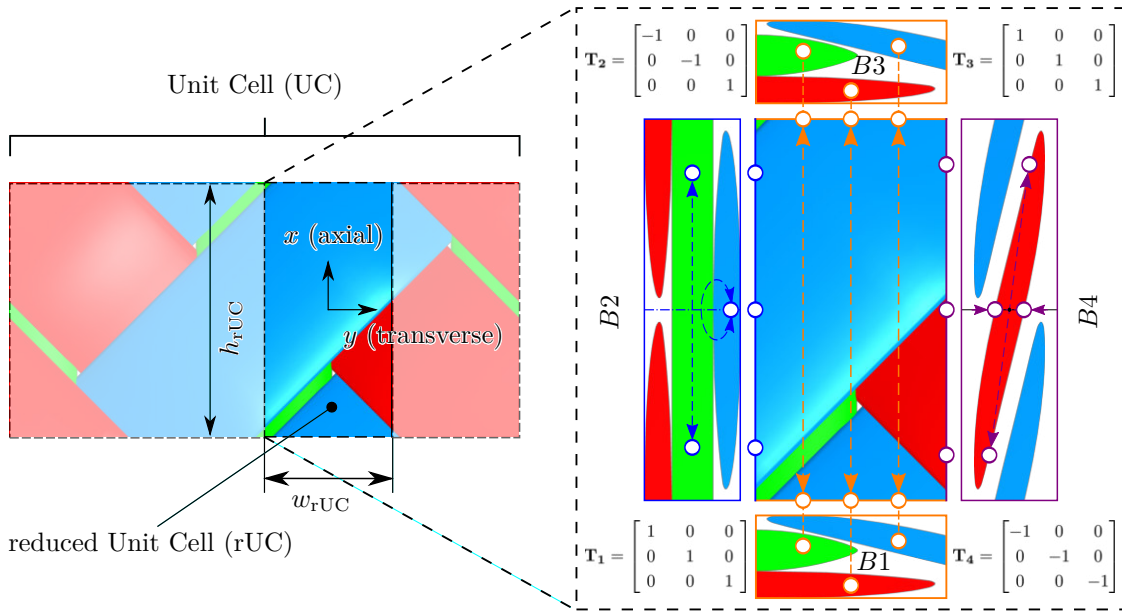 Unit Cell (UC)
x (axial)
y (transverse)
h_rUC
w_rUC
reduced Unit Cell (rUC)
T₂ =
−1 0 0
0 −1 0
0 0 1
B3
T₃ =
1 0 0
0 1 0
0 0 1
B2
B4
T₁ =
1 0 0
0 1 0
0 0 1
B1
T₄ =
−1 0 0
0 −1 0
0 0 −1